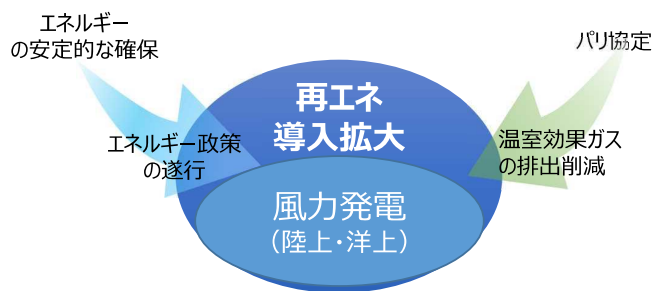 エネルギー
の安定的な確保
パリ協定
再エネ
導入拡大
エネルギー政策
の遂行
温室効果ガス
の排出削減
風力発電
（陸上・洋上）